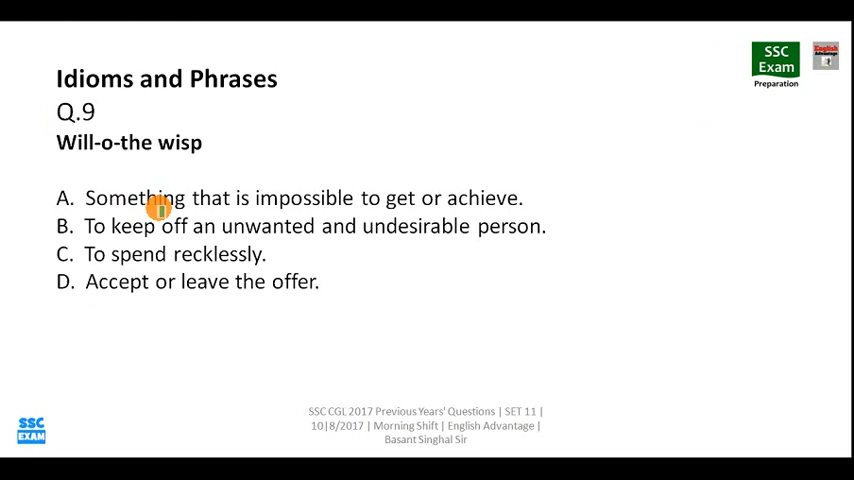 SSC
Exam
Preparation
English
Advantage
Idioms and Phrases
Q.9
Will-o-the wisp
A. Something that is impossible to get or achieve.
B. To keep off an unwanted and undesirable person.
C. To spend recklessly.
D. Accept or leave the offer.
SSC
EXAM
SSC CGL 2017 Previous Years' Questions | SET 11 |
10|8/2017 | Morning Shift | English Advantage |
Basant Singhal Sir